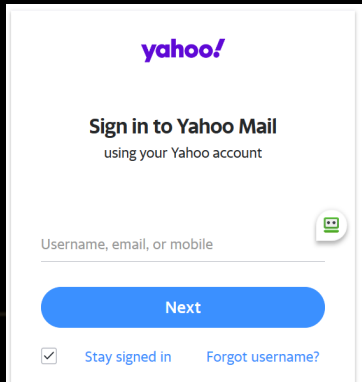 yahoo!
Sign in to Yahoo Mail
using your Yahoo account
Username, email, or mobile
Next
Stay signed in Forgot username?